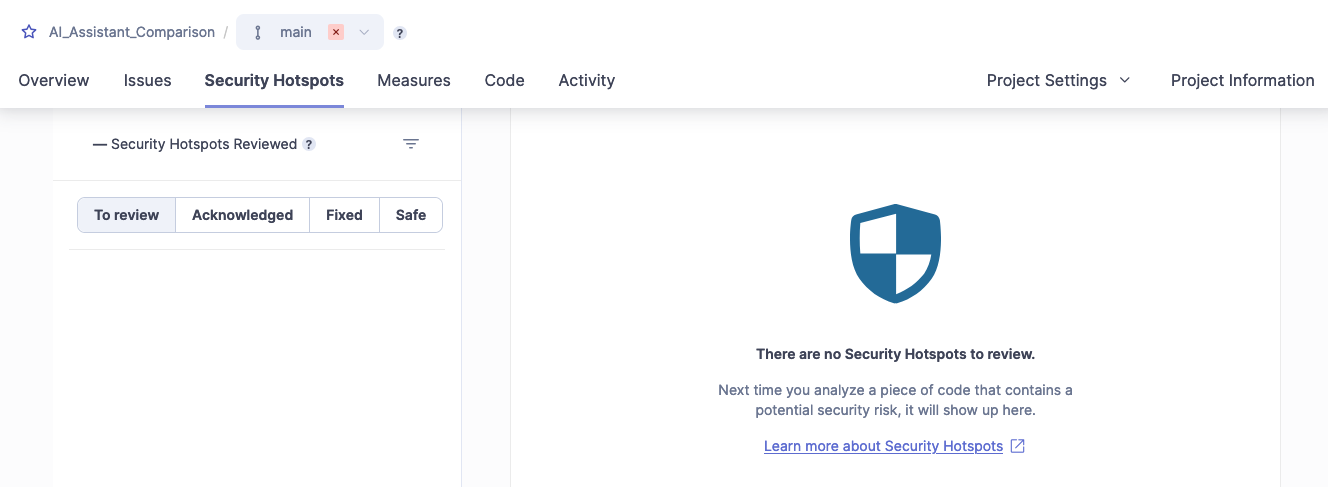 AI_Assistant_Comparison / main ?
Overview Issues Security Hotspots Measures Code Activity Project Settings Project Information
— Security Hotspots Reviewed ?
To review Acknowledged Fixed Safe
There are no Security Hotspots to review.
Next time you analyze a piece of code that contains a
potential security risk, it will show up here.
Learn more about Security Hotspots